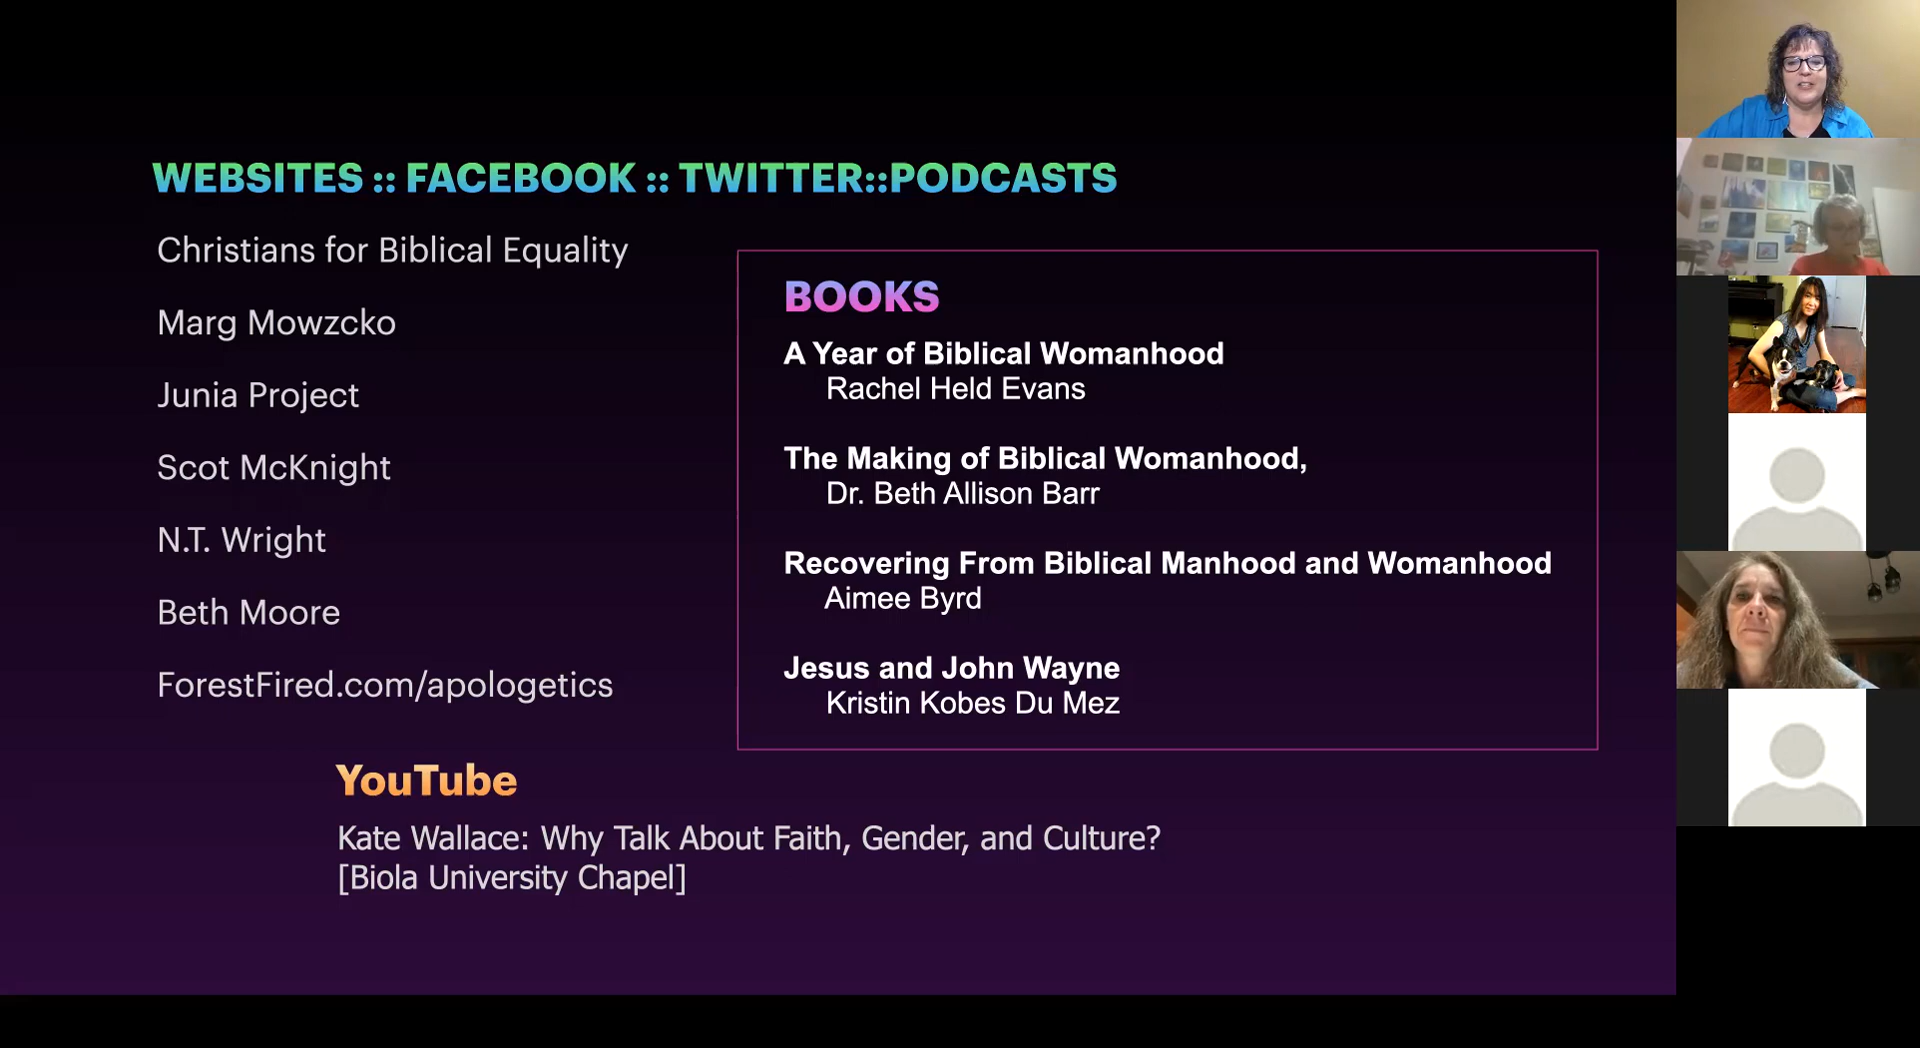 WEBSITES :: FACEBOOK :: TWITTER::PODCASTS
Christians for Biblical Equality
Marg Mowzcko
Junia Project
Scot McKnight
N.T. Wright
Beth Moore
ForestFired.com/apologetics
BOOKS
A Year of Biblical Womanhood
Rachel Held Evans
The Making of Biblical Womanhood,
Dr. Beth Allison Barr
Recovering From Biblical Manhood and Womanhood
Aimee Byrd
Jesus and John Wayne
Kristin Kobes Du Mez
YouTube
Kate Wallace: Why Talk About Faith, Gender, and Culture?
[Biola University Chapel]